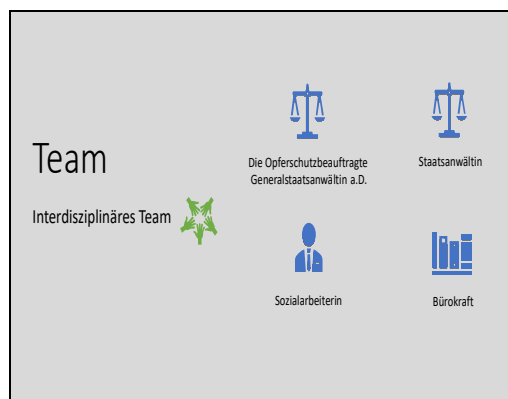 Team
Interdisziplinäres Team
Die Opferschutzbeauftragte
Generalstaatsanwältin a.D.
Staatsanwältin
Sozialarbeiterin
Bürokraft